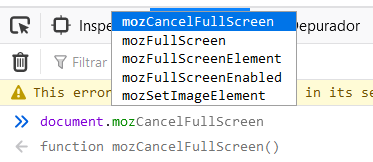 mozCancelFullScreen
Inspe
Depurador
mozFullScreen
mozFullScreenElement
Filtrar
mozFullScreenEnabled
mozSetImageElement
This error
in its se
document.mozCancelFullScreen
function mozCancelFullScreen()